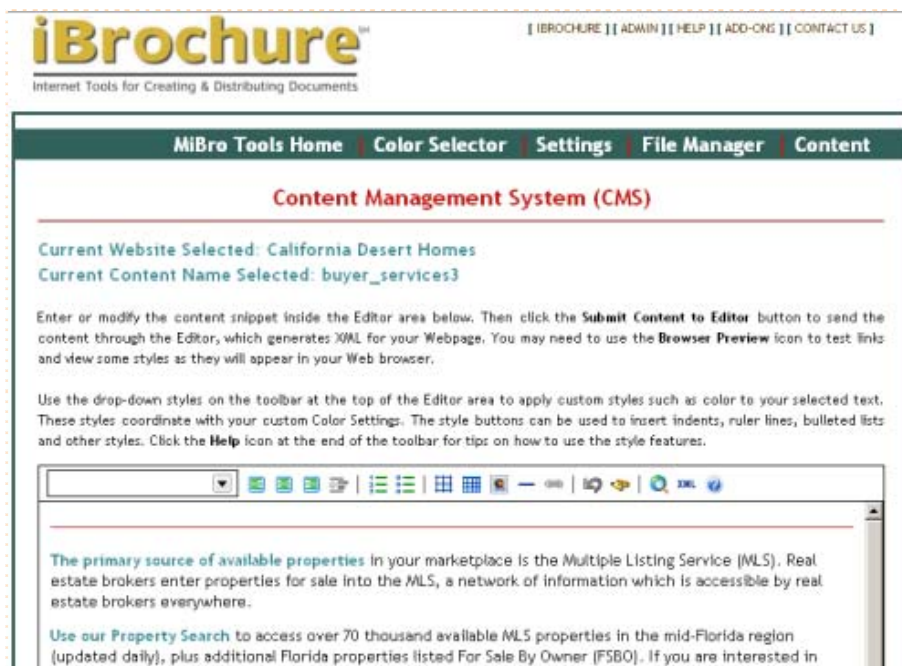 iBrochure™
[ IBROCHURE ] [ ADMIN ] [ HELP ] [ ADD-ONS ] [ CONTACT US ]
Internet Tools for Creating & Distributing Documents
MiBro Tools Home | Color Selector | Settings | File Manager | Content
Content Management System (CMS)
Current Website Selected: California Desert Homes
Current Content Name Selected: buyer_services3
Enter or modify the content snippet inside the Editor area below. Then click the Submit Content to Editor button to send the
content through the Editor, which generates XML for your Webpage. You may need to use the Browser Preview icon to test links
and view some styles as they will appear in your Web browser.
Use the drop-down styles on the toolbar at the top of the Editor area to apply custom styles such as color to your selected text.
These styles coordinate with your custom Color Settings. The style buttons can be used to insert indents, ruler lines, bulleted lists
and other styles. Click the Help icon at the end of the toolbar for tips on how to use the style features.
XML
The primary source of available properties in your marketplace is the Multiple Listing Service (MLS). Real
estate brokers enter properties for sale into the MLS, a network of information which is accessible by real
estate brokers everywhere.
Use our Property Search to access over 70 thousand available MLS properties in the mid-Florida region
(updated daily), plus additional Florida properties listed For Sale By Owner (FSBO). If you are interested in